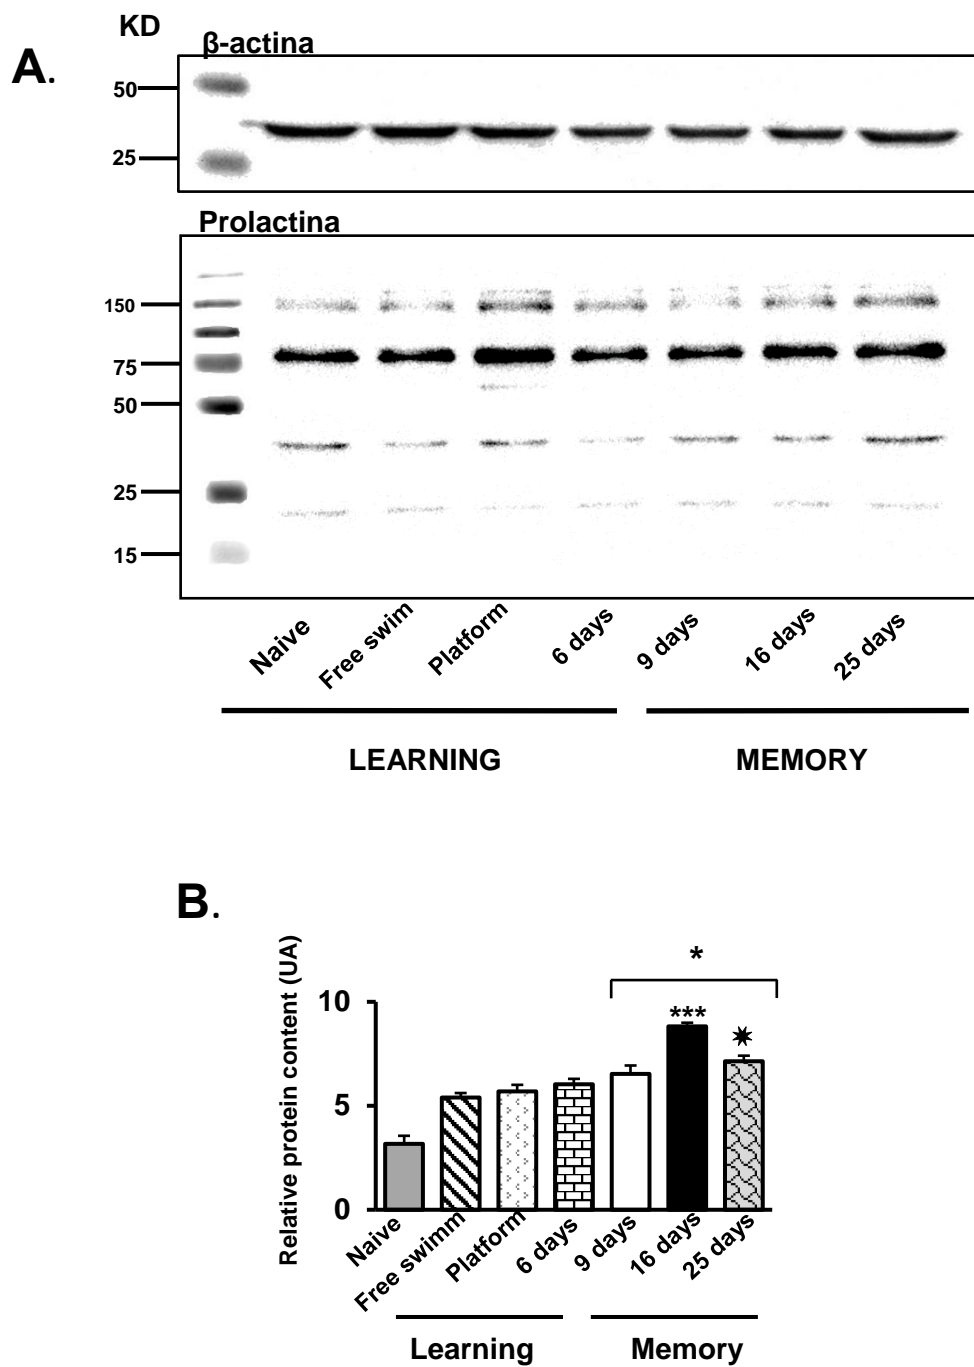 KD
A.
β-actina
50
25
Prolactina
150
75
50
25
15
Naive
Free swim
Platform
6 days
9 days
16 days
25 days
LEARNING
MEMORY
B.
Relative protein content (UA)
10
5
0
*
***
✷
Naive
Free swimm
Platform
6 days
9 days
16 days
25 days
Learning
Memory